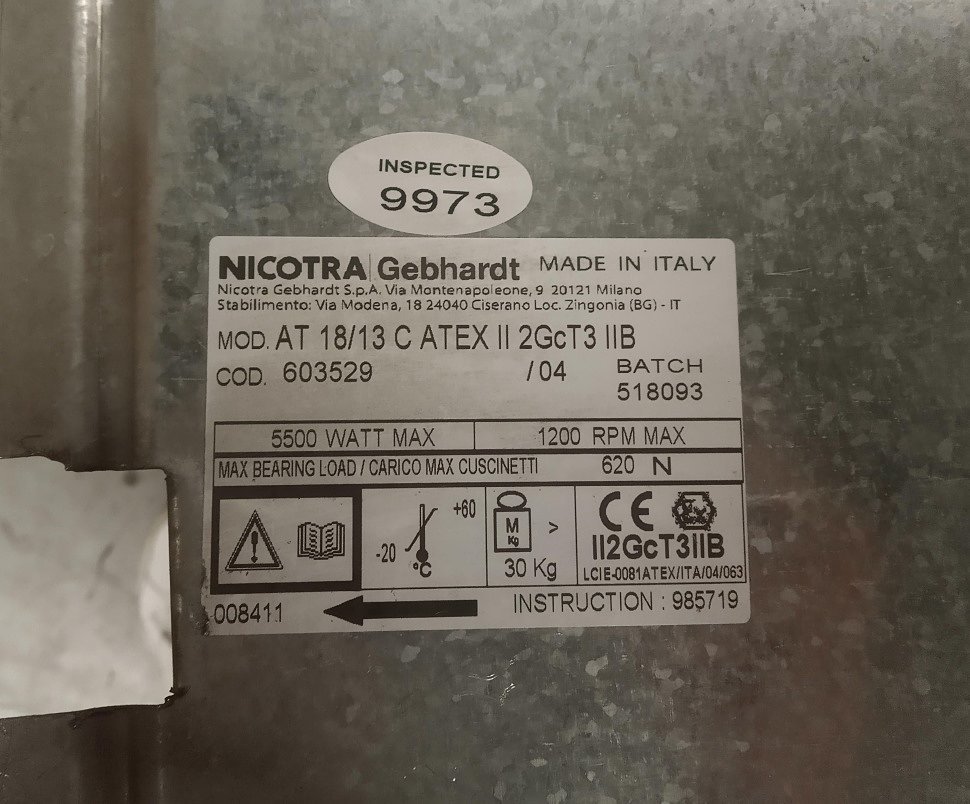 INSPECTED
9973
NICOTRA Gebhardt MADE IN ITALY
Nicotra Gebhardt S.p.A. Via Montenapoleone, 9 20121 Milano
Stabilimento: Via Modena, 18 24040 Ciserano Loc. Zingonia (BG) - IT
MOD. AT 18/13 C ATEX II 2GcT3 IIB
COD. 603529 /04 BATCH
518093
5500 WATT MAX 1200 RPM MAX
MAX BEARING LOAD / CARICO MAX CUSCINETTI 620 N
-20 +60
°C
M
Kg
>
30 Kg
CE Ex
II2GcT3IIB
LCIE-0081ATEX/ITA/04/063
008411 INSTRUCTION : 985719